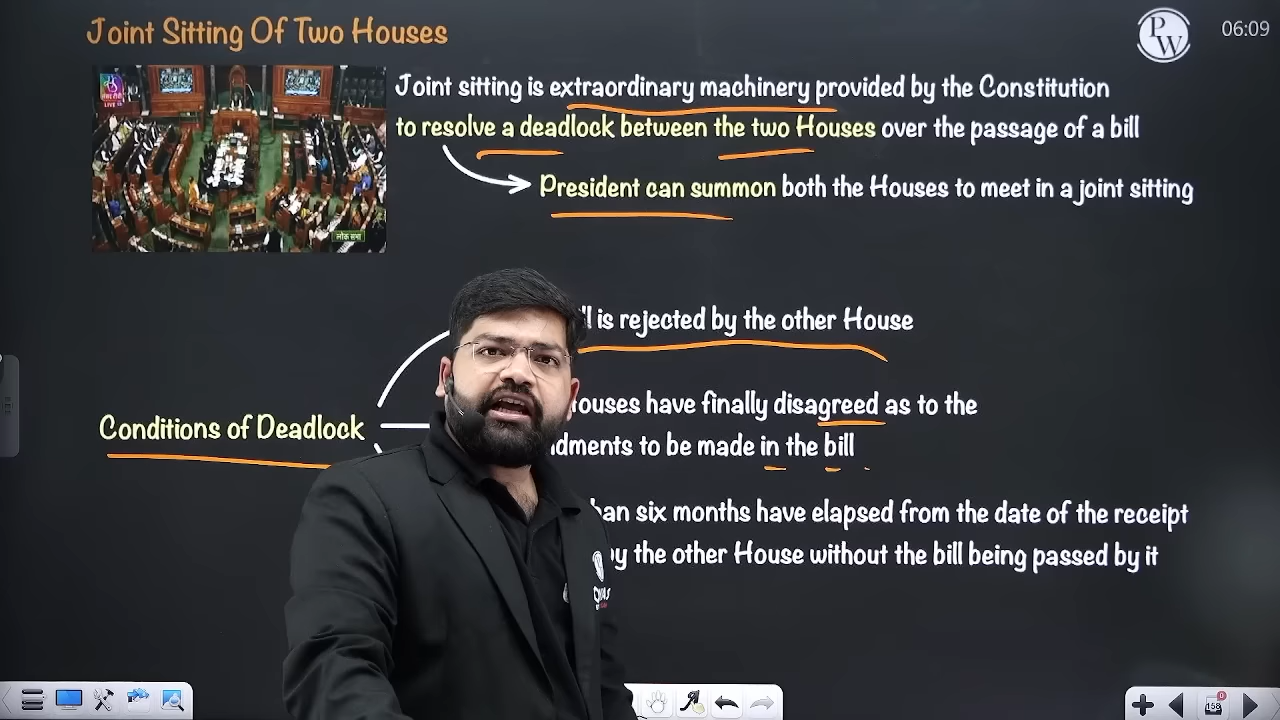 Joint Sitting Of Two Houses
PW
06:09
Joint sitting is extraordinary machinery provided by the Constitution
to resolve a deadlock between the two Houses over the passage of a bill
President can summon both the Houses to meet in a joint sitting
लोक सभा
is rejected by the other House
Conditions of Deadlock
have finally disagreed as to the
to be made in the bill
six months have elapsed from the date of the receipt
the other House without the bill being passed by it
158